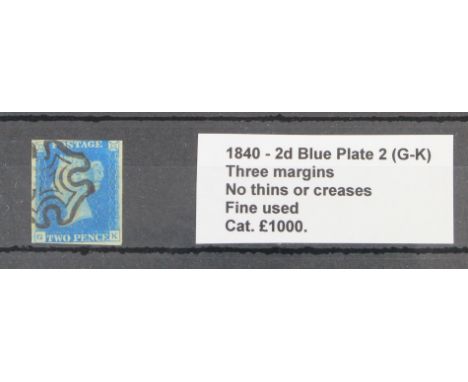 POSTAGE
TWO PENCE
G K
1840 - 2d Blue Plate 2 (G-K)
Three margins
No thins or creases
Fine used
Cat. £1000.